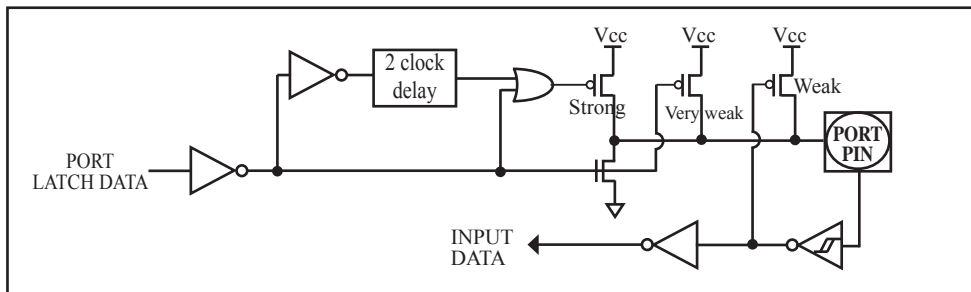 Vcc
Vcc
Vcc
2 clock
delay
Strong
Very weak
Weak
PORT
LATCH DATA
PORT
PIN
INPUT
DATA